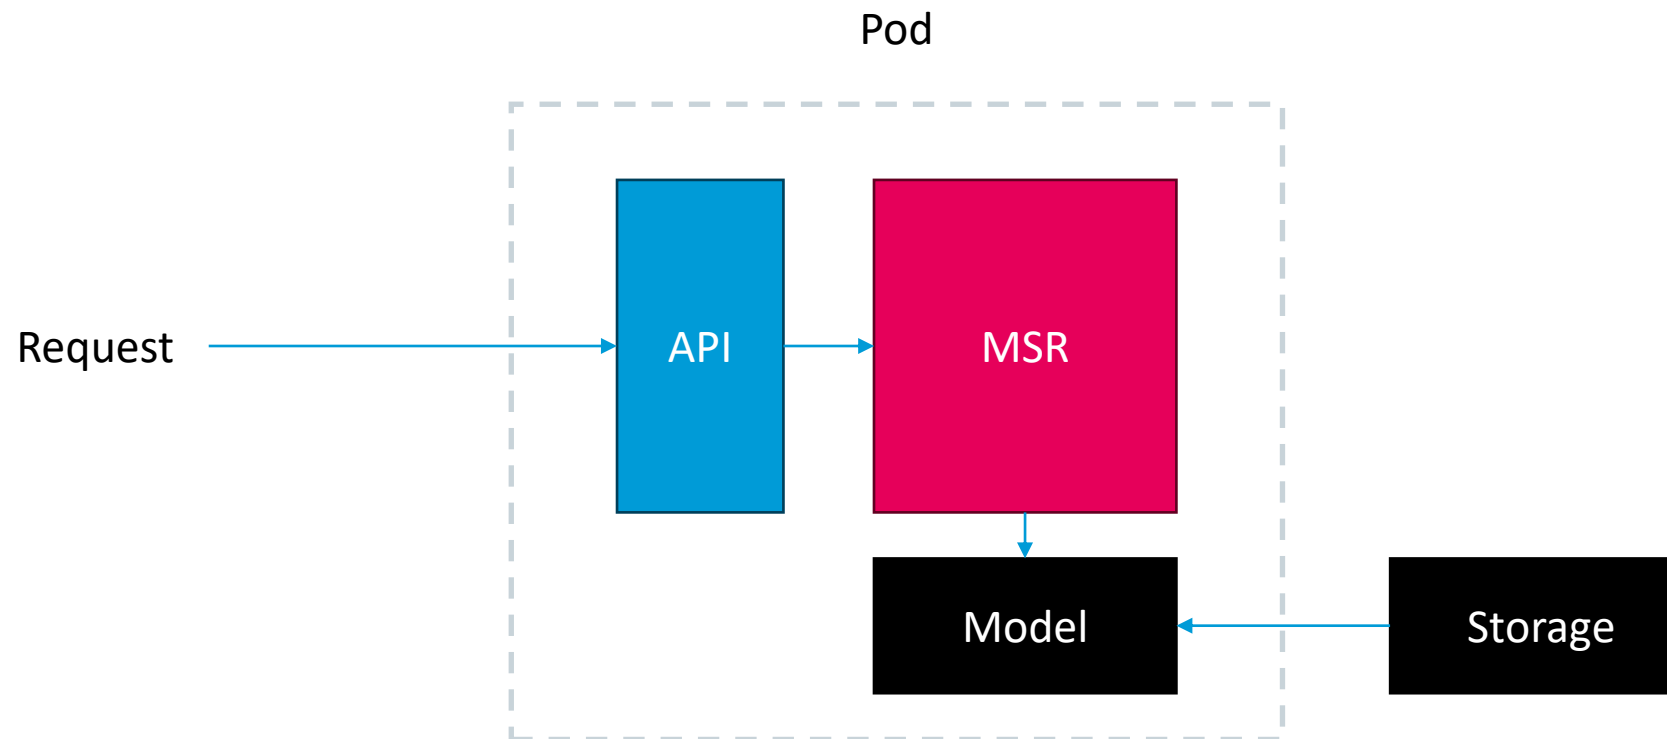 Pod
Request
API
MSR
Model
Storage